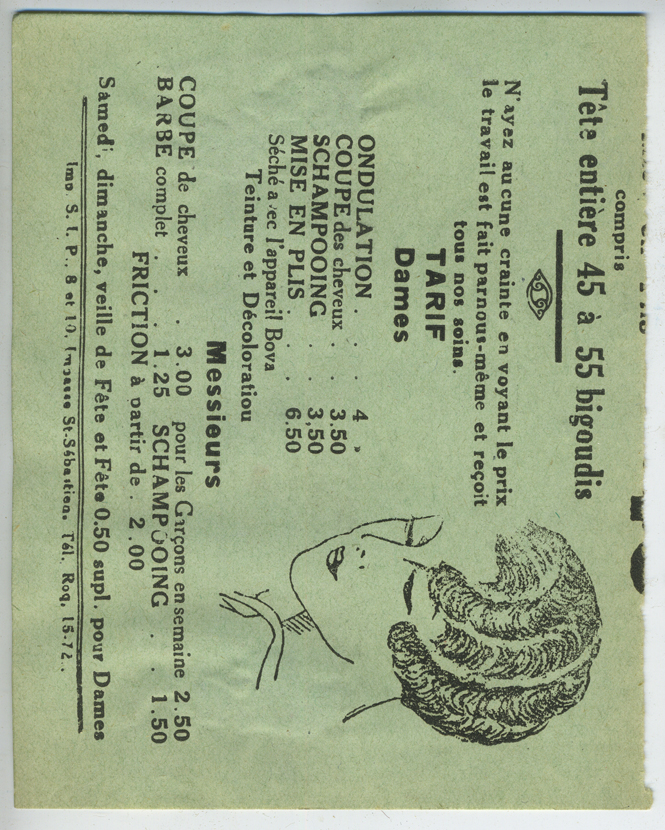 compris
Tête entière 45 à 55 bigoudis
N'ayez aucune crainte en voyant le prix
le travail est fait parnous-même et reçoit
tous nos soins.
TARIF
Dames
ONDULATION . . . 4 »
COUPE des cheveux . . 3.50
SCHAMPOOING . . 3,50
MISE EN PLIS . . . 6.50
Séché avec l'appareil Bova
Teinture et Décoloratiou
Messieurs
COUPE de cheveux . 3.00 pour les Garçons en semaine 2.50
BARBE complet . . . 1.25 SCHAMPOOING . . 1.50
FRICTION à partir de . 2.00
Samedi, dimanche, veille de Fête et Fête 0.50 supl. pour Dames
Imp. S. I. P., 8 et 10, Impasse St-Sébastien. Tél. Roq. 15-72.